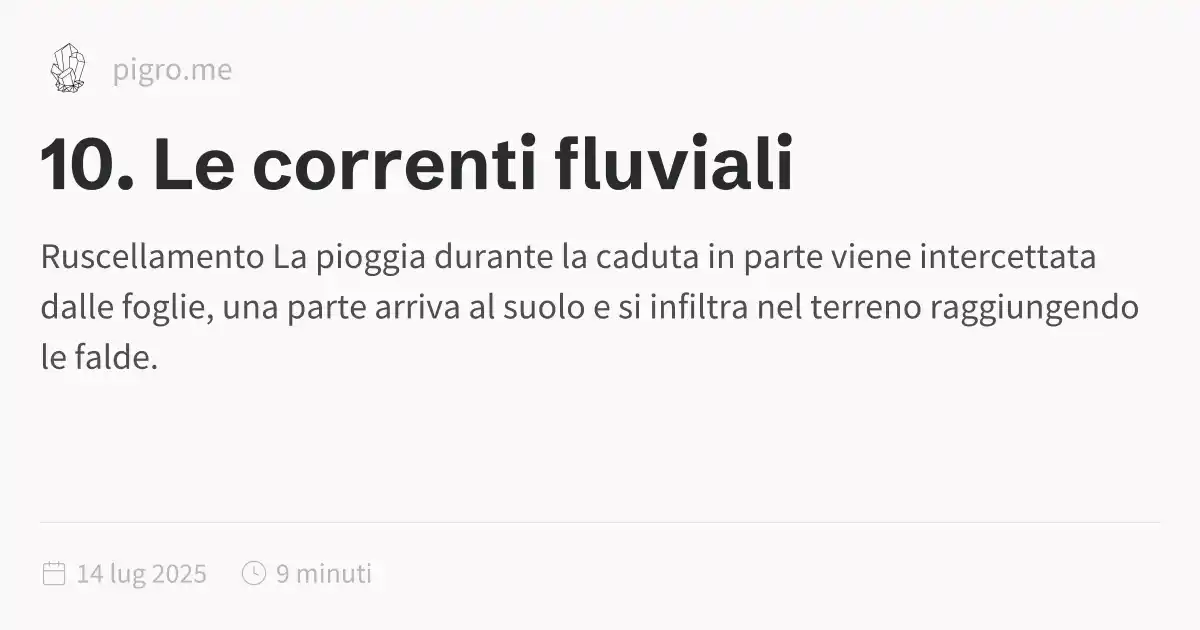 pigro.me
10. Le correnti fluviali
Ruscellamento La pioggia durante la caduta in parte viene intercettata
dalle foglie, una parte arriva al suolo e si infiltra nel terreno raggiungendo
le falde.
14 lug 2025 9 minuti